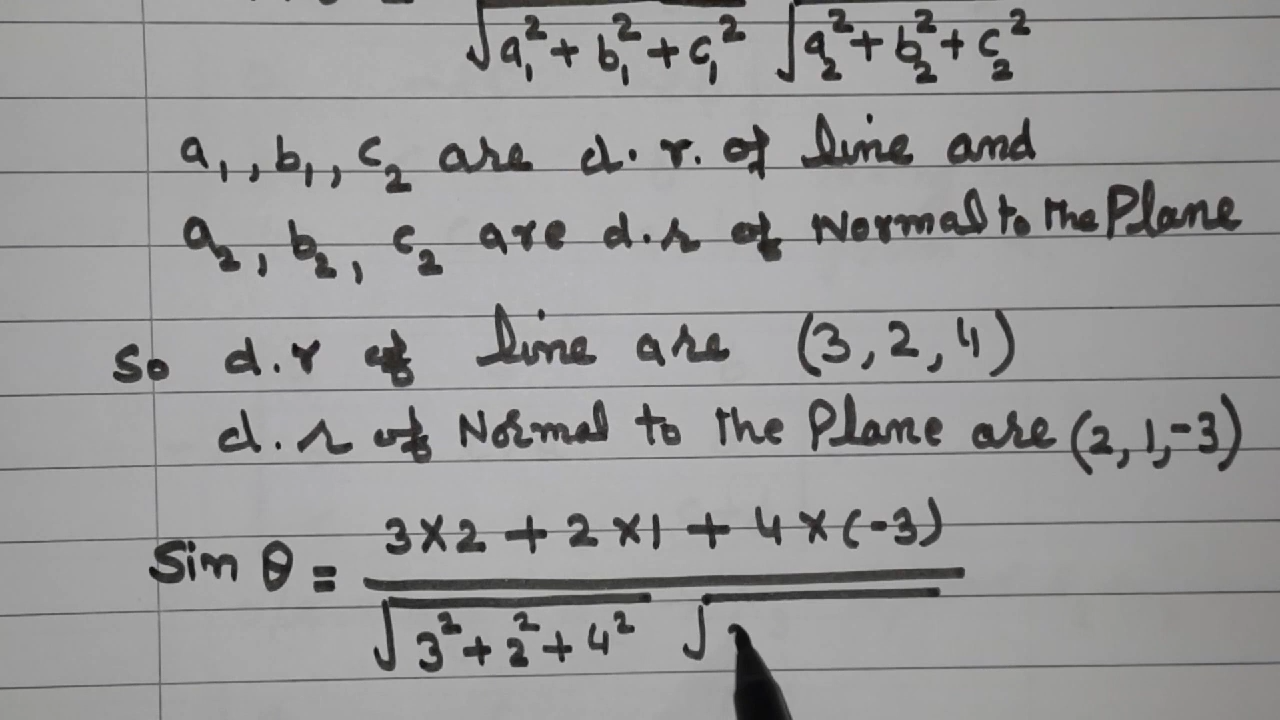 √a₁² + b₁² + c₁² √a₂² + b₂² + c₂²
a₁, b₁, c₂ are d.r. of line and
a₂, b₂, c₂ are d.r of Normal to the Plane
So d.r of line are (3, 2, 4)
d.r of Normal to the Plane are (2, 1, -3)
3×2 + 2×1 + 4×(-3)
Sin θ =
√3² + 2² + 4² √